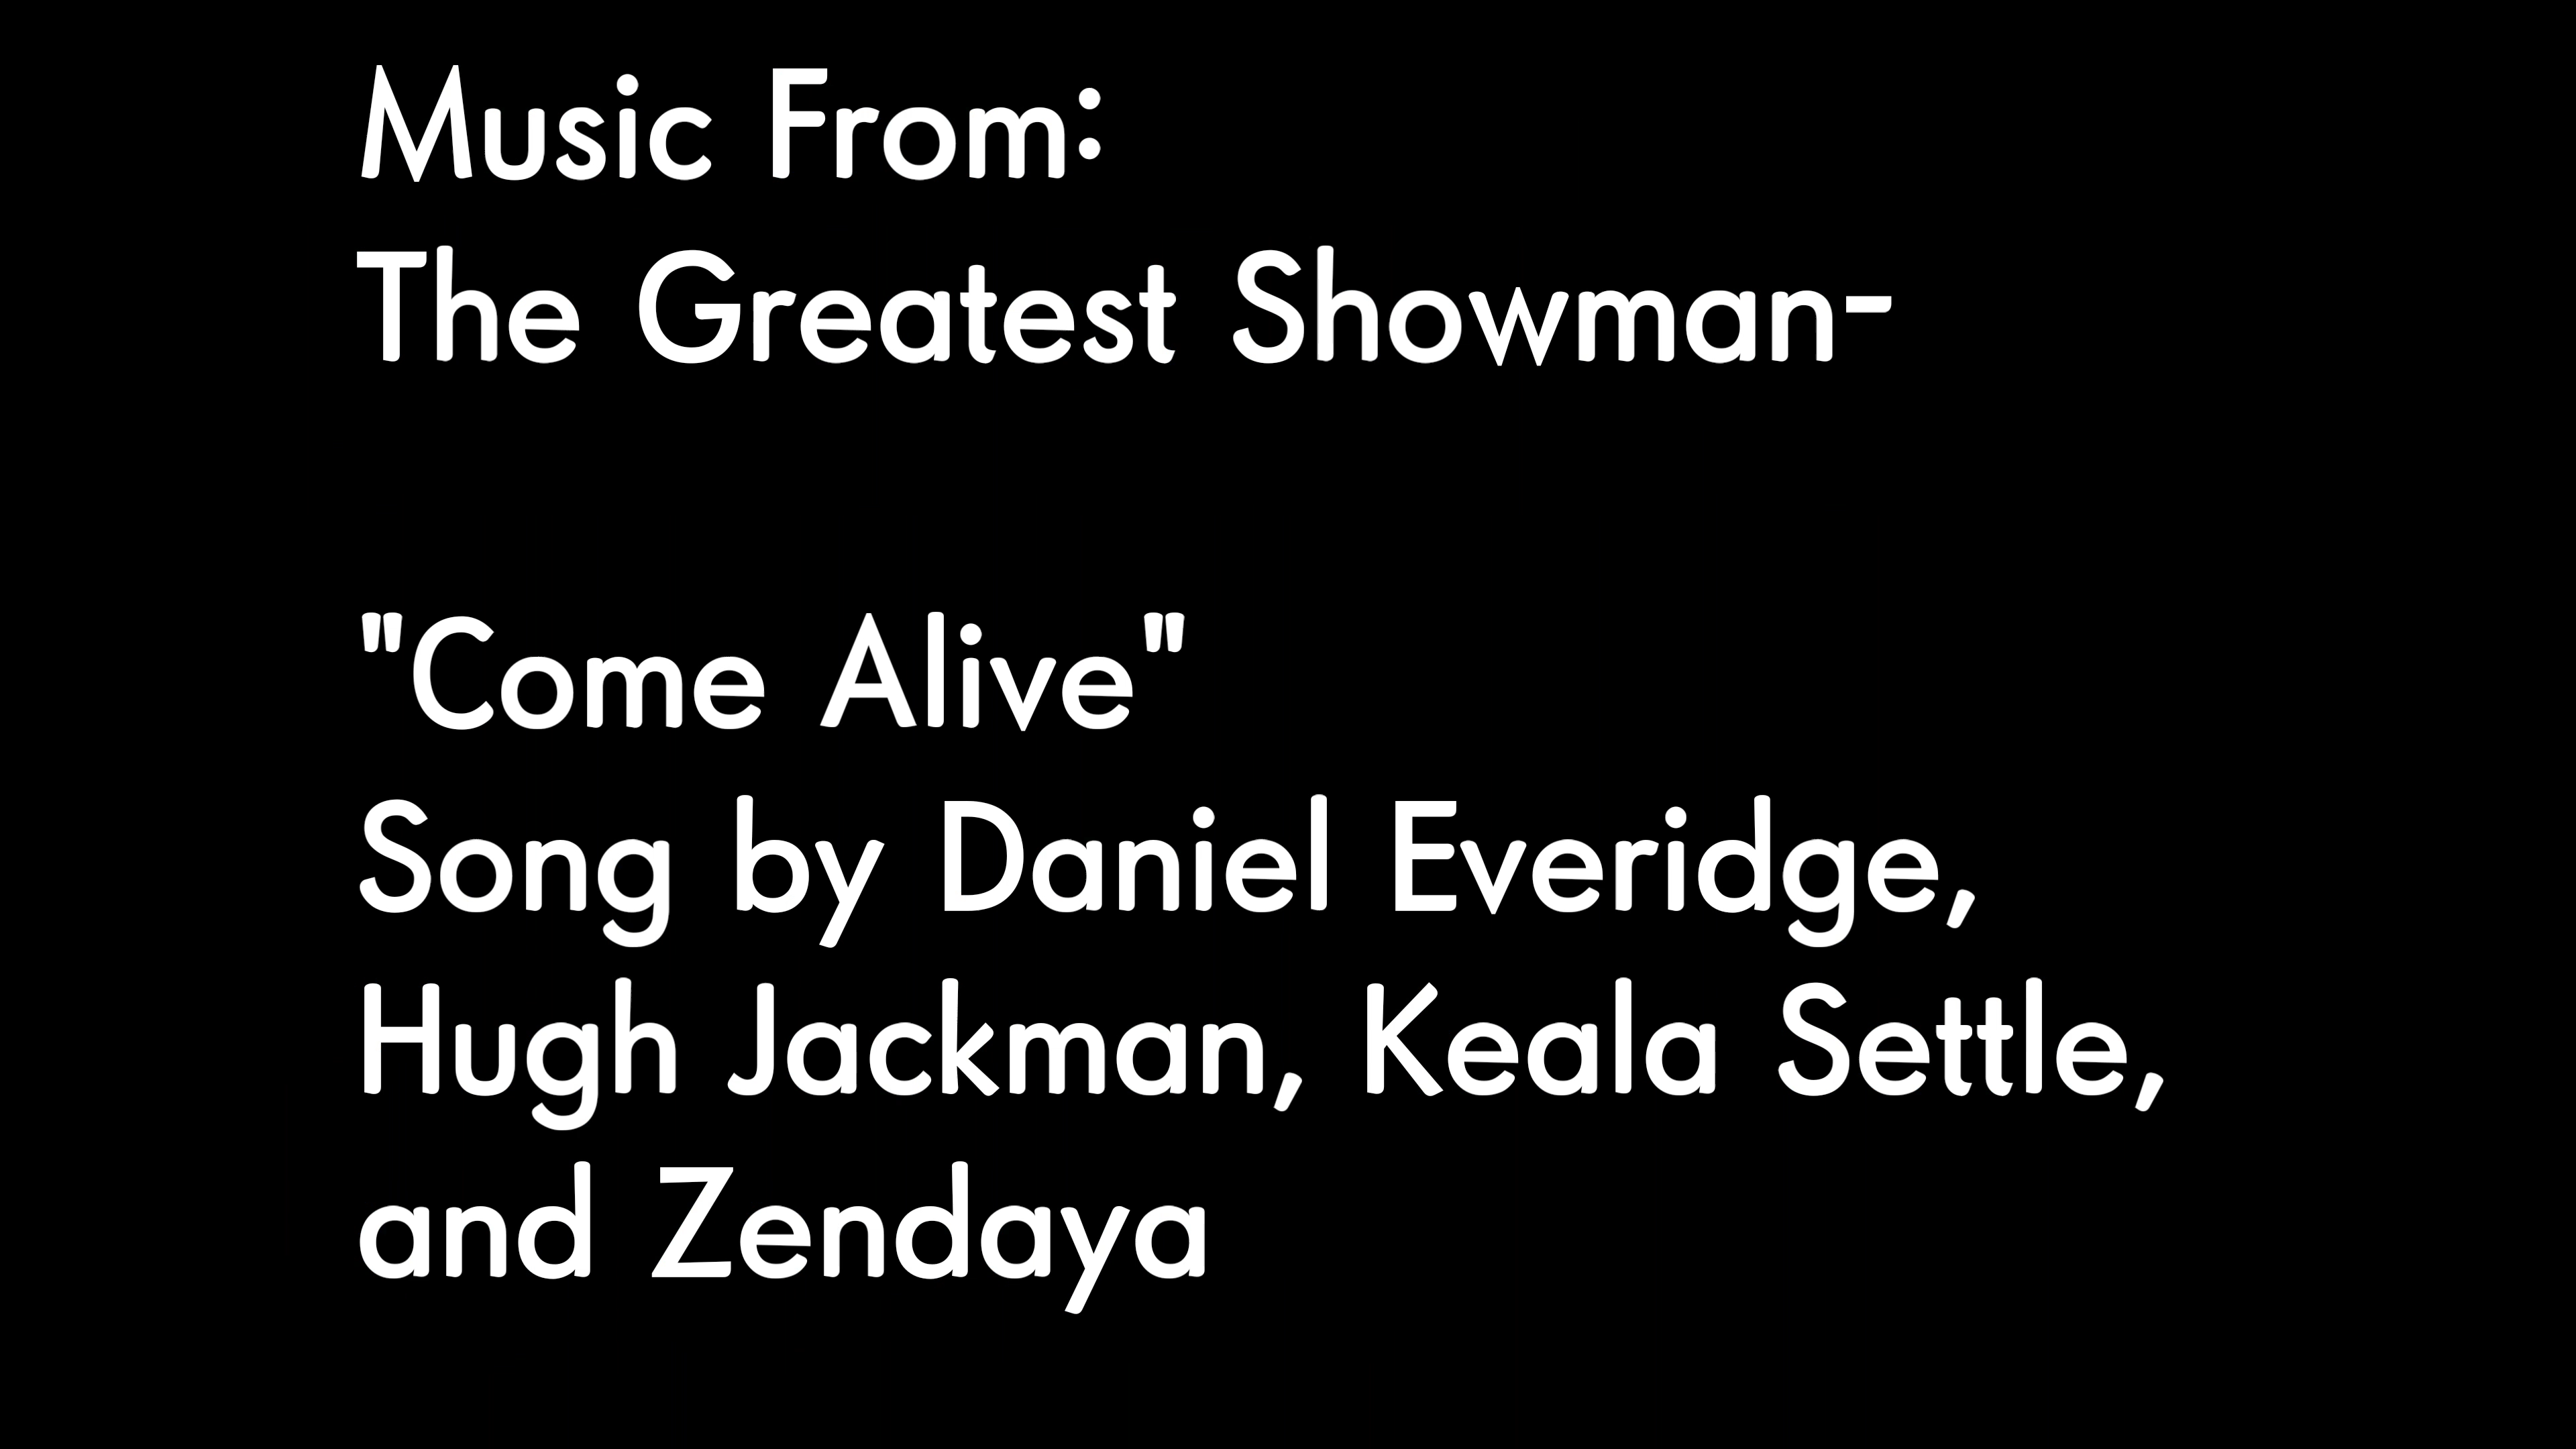 Music From:
The Greatest Showman-
"Come Alive"
Song by Daniel Everidge,
Hugh Jackman, Keala Settle,
and Zendaya